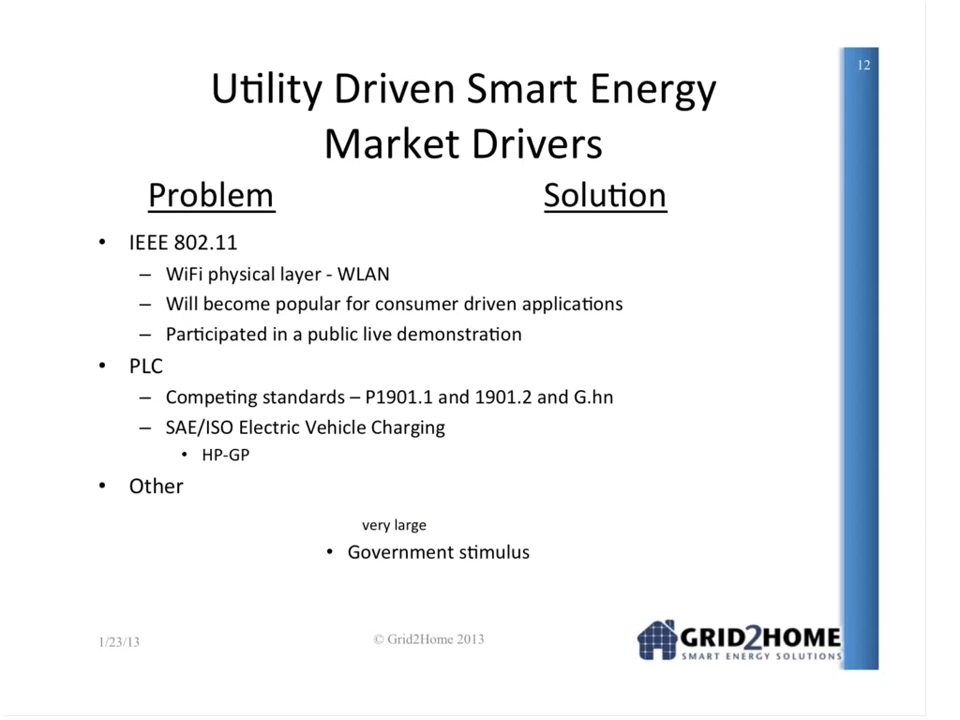 12
Utility Driven Smart Energy
Market Drivers
Problem
Solution
• IEEE 802.11
– WiFi physical layer - WLAN
– Will become popular for consumer driven applications
– Participated in a public live demonstration
• PLC
– Competing standards – P1901.1 and 1901.2 and G.hn
– SAE/ISO Electric Vehicle Charging
• HP-GP
• Other
very large
• Government stimulus
1/23/13
© Grid2Home 2013
GRID2HOME
SMART ENERGY SOLUTIONS